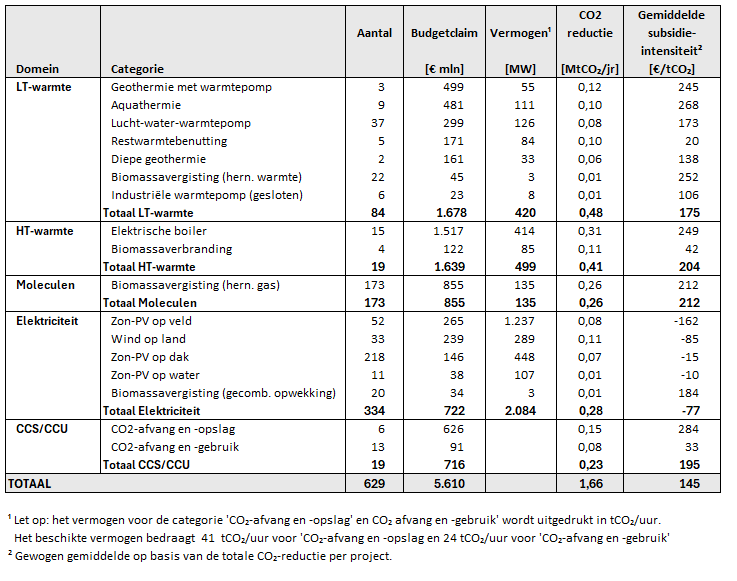 Domein Categorie Aantal Budgetclaim [€ mln] Vermogen¹ [MW] CO2 reductie [MtCO₂/jr] Gemiddelde subsidie-intensiteit² [€/tCO₂]
LT-warmte Geothermie met warmtepomp 3 499 55 0,12 245
Aquathermie 9 481 111 0,10 268
Lucht-water-warmtepomp 37 299 126 0,08 173
Restwarmtebenutting 5 171 84 0,10 20
Diepe geothermie 2 161 33 0,06 138
Biomassavergisting (hern. warmte) 22 45 3 0,01 252
Industriële warmtepomp (gesloten) 6 23 8 0,01 106
Totaal LT-warmte 84 1.678 420 0,48 175
HT-warmte Elektrische boiler 15 1.517 414 0,31 249
Biomassaverbranding 4 122 85 0,11 42
Totaal HT-warmte 19 1.639 499 0,41 204
Moleculen Biomassavergisting (hern. gas) 173 855 135 0,26 212
Totaal Moleculen 173 855 135 0,26 212
Elektriciteit Zon-PV op veld 52 265 1.237 0,08 -162
Wind op land 33 239 289 0,11 -85
Zon-PV op dak 218 146 448 0,07 -15
Zon-PV op water 11 38 107 0,01 -10
Biomassavergisting (gecomb. opwekking) 20 34 3 0,01 184
Totaal Elektriciteit 334 722 2.084 0,28 -77
CCS/CCU CO2-afvang en -opslag 6 626 0,15 284
CO2-afvang en -gebruik 13 91 0,08 33
Totaal CCS/CCU 19 716 0,23 195
TOTAAL 629 5.610 1,66 145
¹ Let op: het vermogen voor de categorie 'CO₂-afvang en -opslag' en CO₂ afvang en -gebruik' wordt uitgedrukt in tCO₂/uur.
Het beschikte vermogen bedraagt 41 tCO₂/uur voor 'CO₂-afvang en -opslag en 24 tCO₂/uur voor 'CO₂-afvang en -gebruik'
² Gewogen gemiddelde op basis van de totale CO₂-reductie per project.